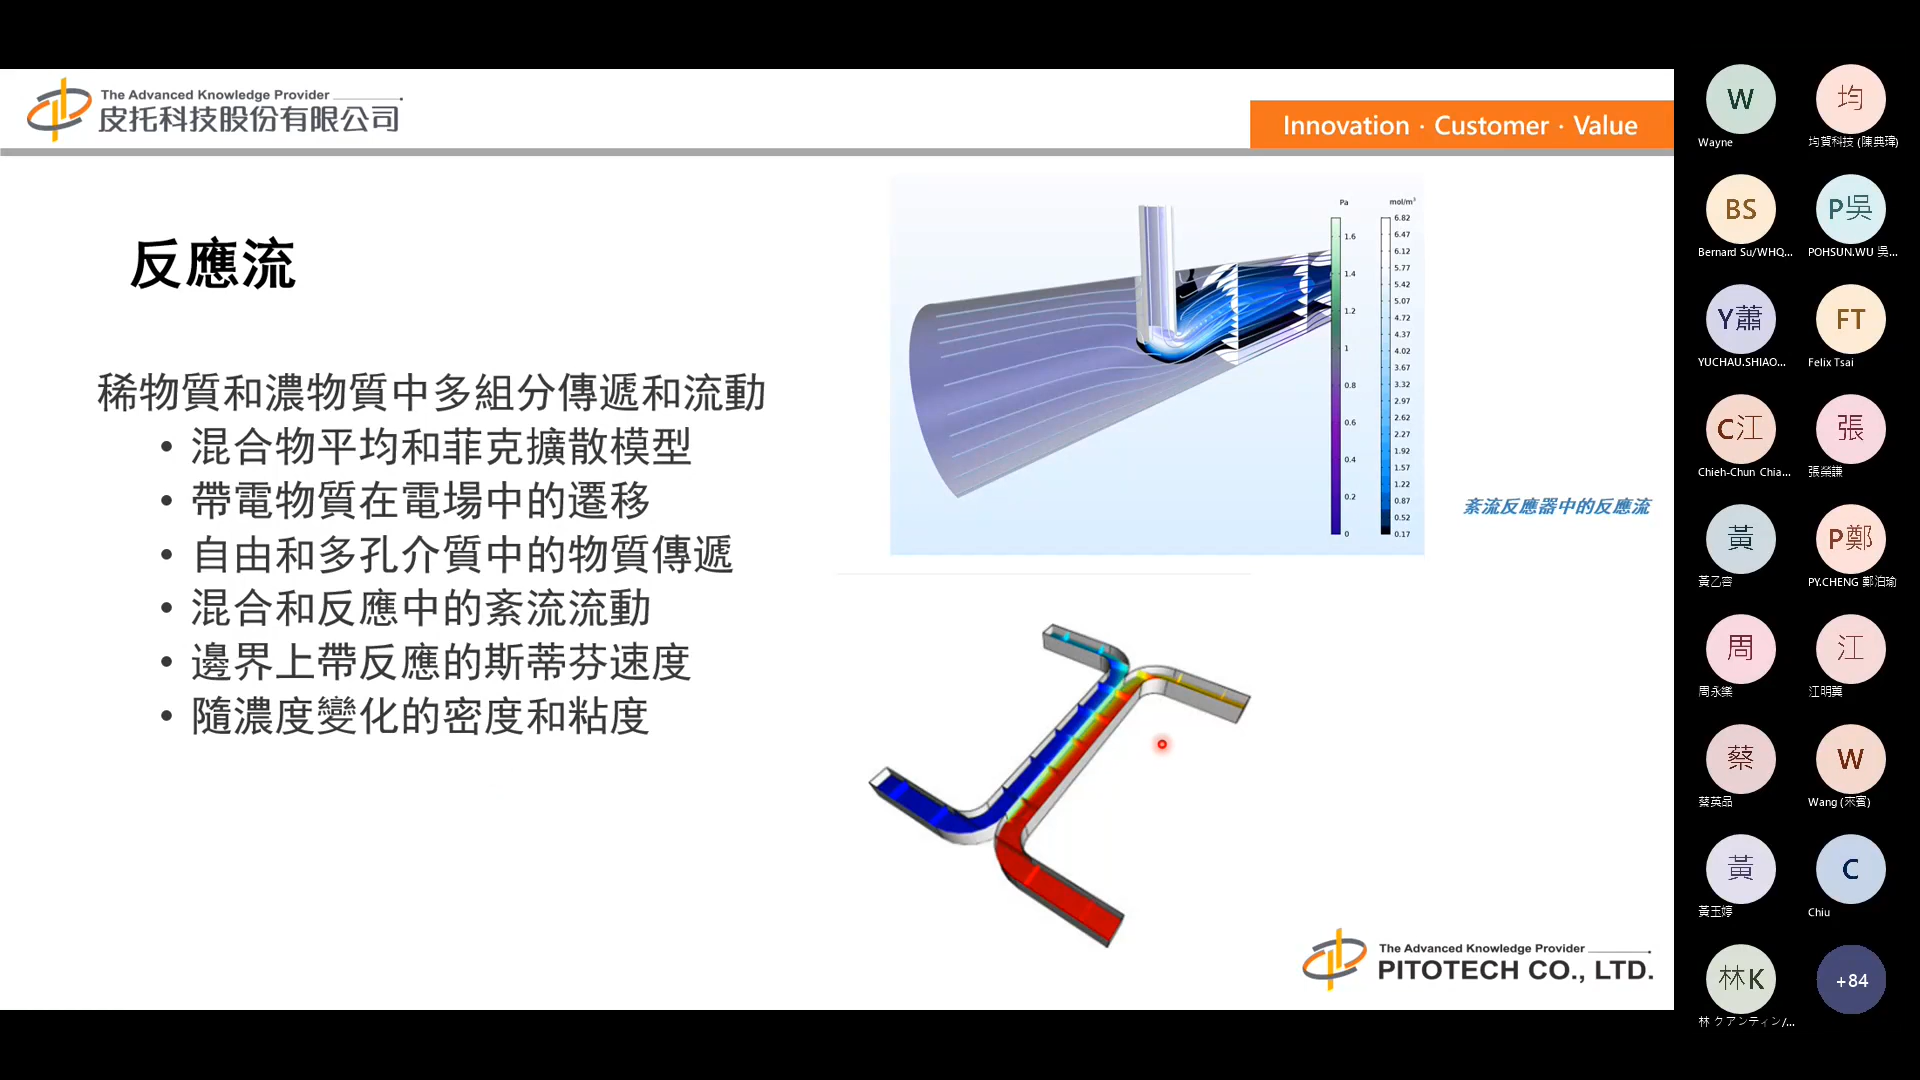 The Advanced Knowledge Provider
皮托科技股份有限公司
Innovation · Customer · Value
反應流
稀物質和濃物質中多組分傳遞和流動
• 混合物平均和菲克擴散模型
• 帶電物質在電場中的遷移
• 自由和多孔介質中的物質傳遞
• 混合和反應中的紊流流動
• 邊界上帶反應的斯蒂芬速度
• 隨濃度變化的密度和粘度
Pa
1.6
1.4
1.2
1
0.8
0.6
0.4
0.2
0
mol/m³
6.82
6.47
6.12
5.77
5.42
5.07
4.72
4.37
4.02
3.67
3.32
2.97
2.62
2.27
1.92
1.57
1.22
0.87
0.52
0.17
紊流反應器中的反應流
The Advanced Knowledge Provider
PITOTECH CO., LTD.
W
Wayne
均
均賀科技 (陳典瑋)
BS
Bernard Su/WHQ...
P吳
POHSUN.WU 吳...
Y蕭
YUCHAU.SHIAO...
FT
Felix Tsai
C江
Chieh-Chun Chia...
張
張榮謙
黃
黃乙容
P鄭
PY.CHENG 鄭泊瑜
周
周永樂
江
江明冀
蔡
蔡英品
W
Wang (來賓)
黃
黃玉婷
C
Chiu
林K
林 クアンティン/...
+84